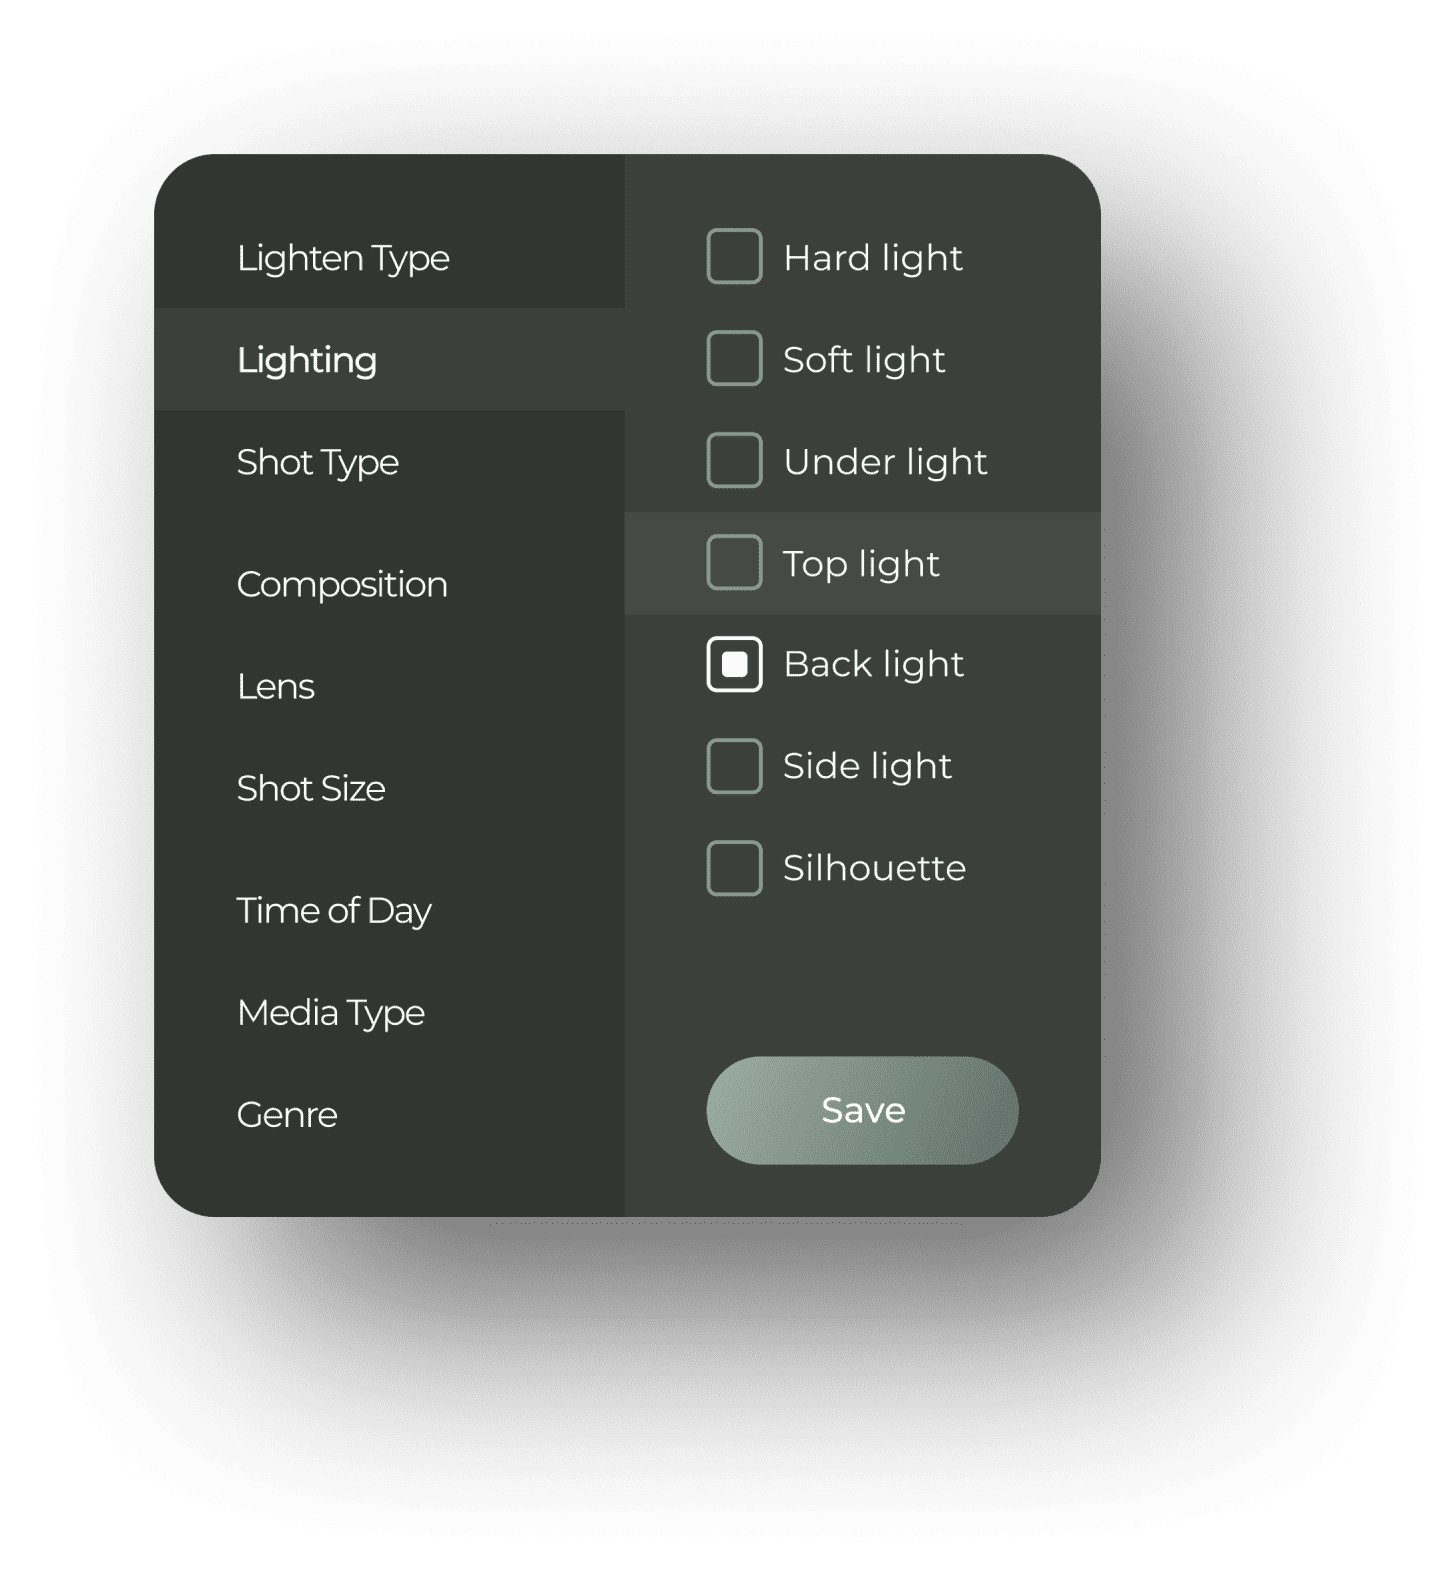 Lighten Type
Lighting
Shot Type
Composition
Lens
Shot Size
Time of Day
Media Type
Genre
Hard light
Soft light
Under light
Top light
Back light
Side light
Silhouette
Save